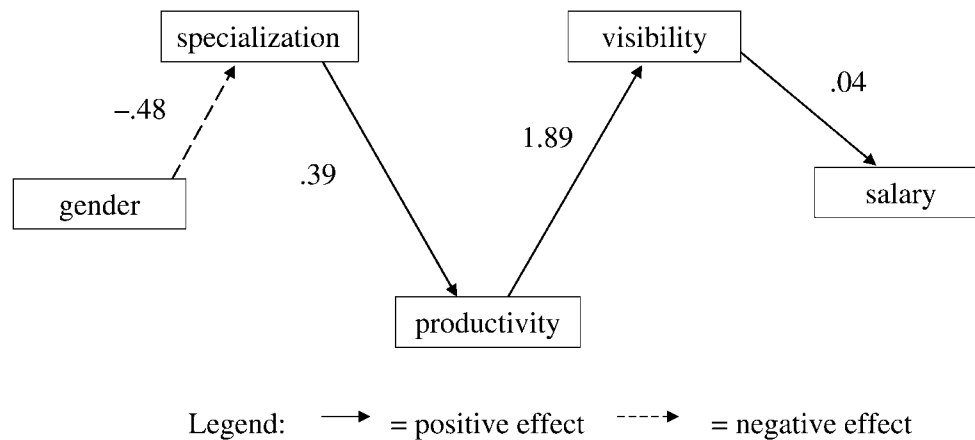 specialization
visibility
–.48
.04
1.89
.39
gender
salary
productivity
Legend: = positive effect = negative effect